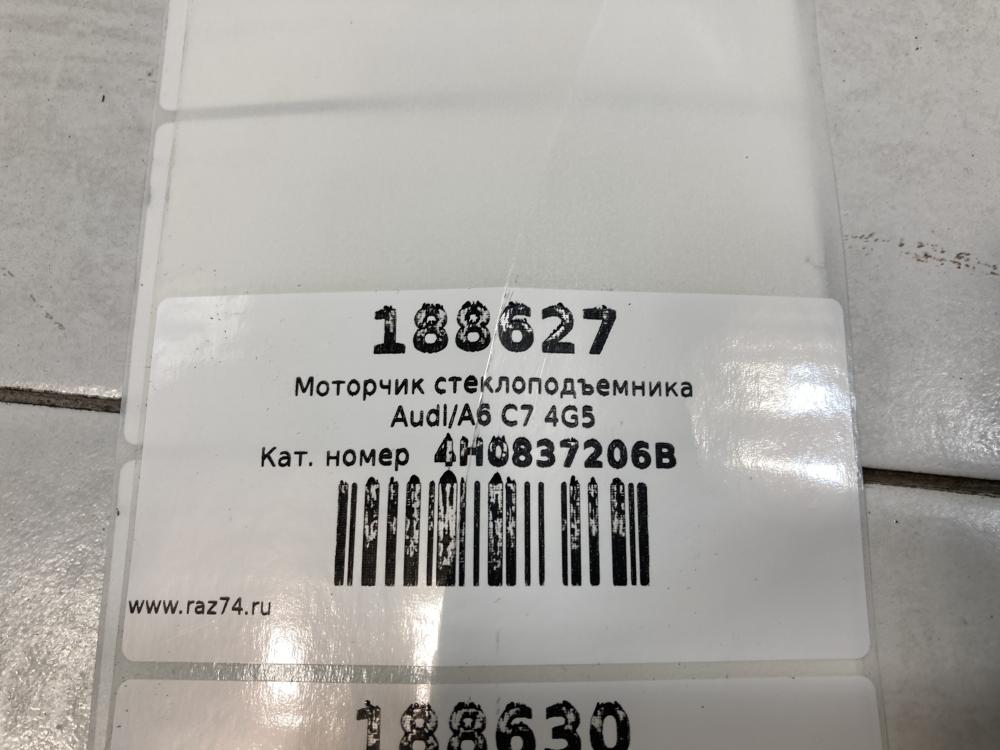 188627
Моторчик стеклоподъемника
Audi/A6 C7 4G5
Кат. номер 4H0837206B
www.raz74.ru
188630